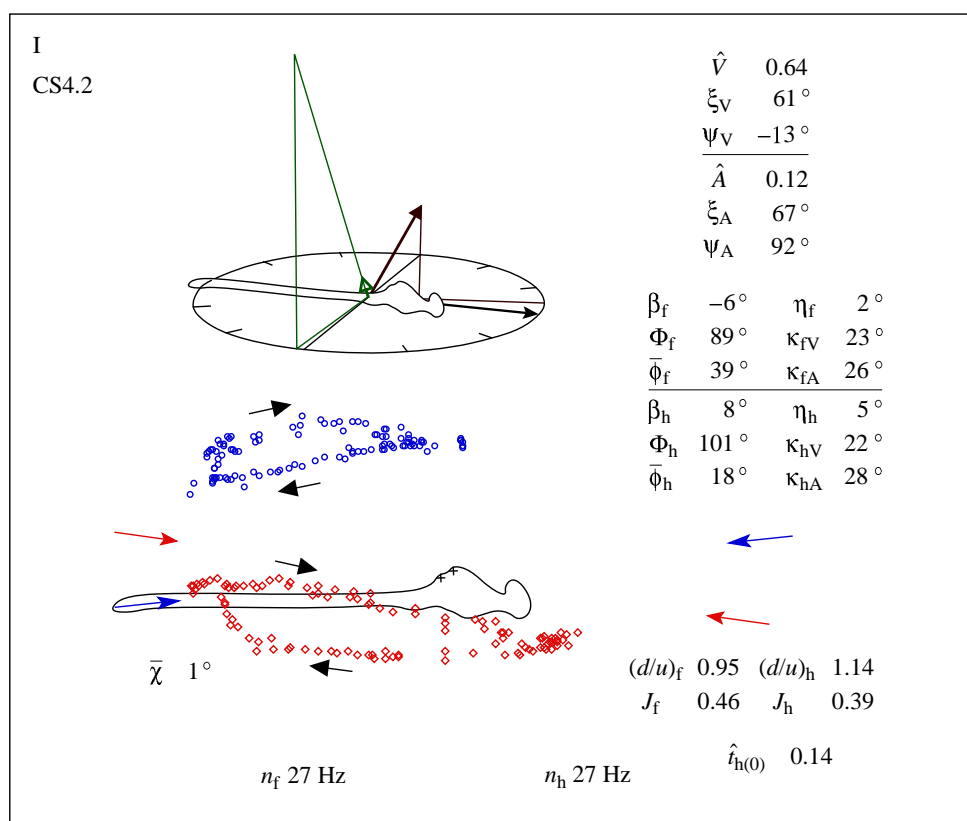 I
CS4.2
V̂ 0.64
ξV 61°
ψV −13°
Â 0.12
ξA 67°
ψA 92°
βf −6° ηf 2°
Φf 89° κfV 23°
ϕ̅f 39° κfA 26°
βh 8° ηh 5°
Φh 101° κhV 22°
ϕ̅h 18° κhA 28°
χ̅ 1°
(d/u)f 0.95 (d/u)h 1.14
Jf 0.46 Jh 0.39
t̂h(0) 0.14
nf 27 Hz nh 27 Hz